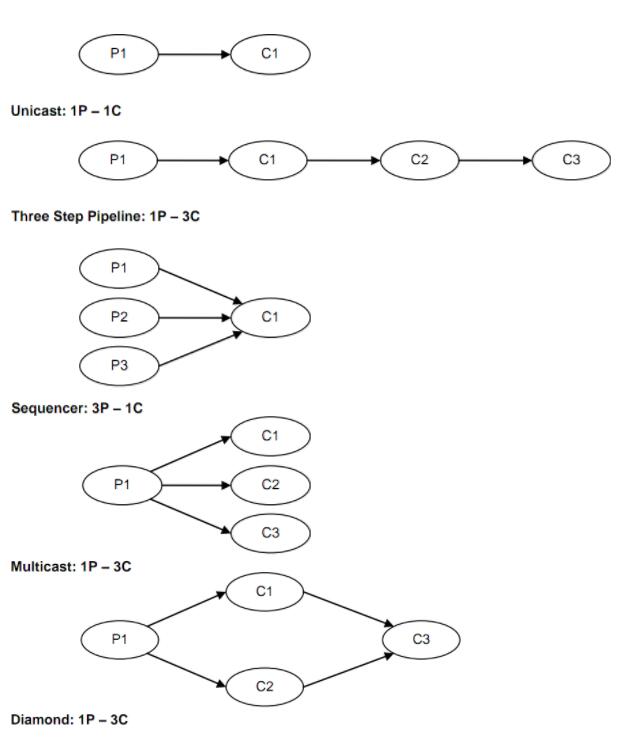 P1 C1
Unicast: 1P – 1C
P1 C1 C2 C3
Three Step Pipeline: 1P – 3C
P1
P2 C1
P3
Sequencer: 3P – 1C
C1
P1 C2
C3
Multicast: 1P – 3C
C1
P1 C3
C2
Diamond: 1P – 3C